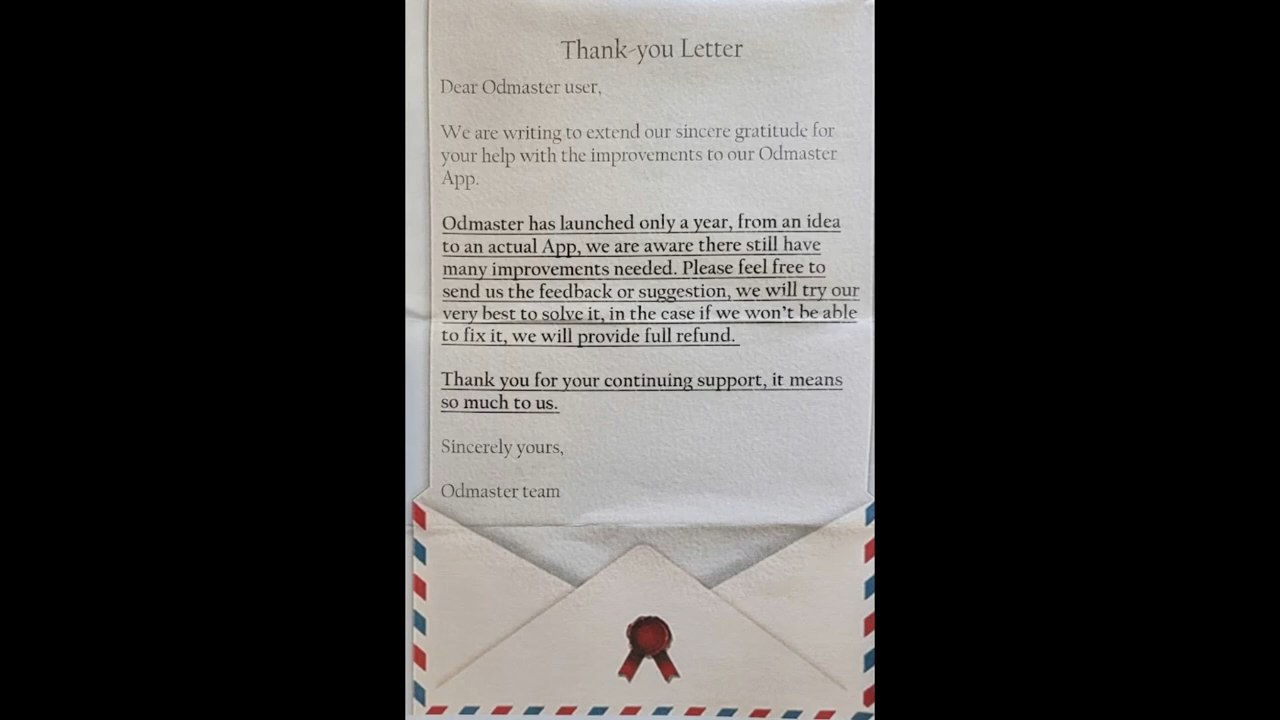 Thank-you Letter
Dear Odmaster user,
We are writing to extend our sincere gratitude for
your help with the improvements to our Odmaster
App.
Odmaster has launched only a year, from an idea
to an actual App, we are aware there still have
many improvements needed. Please feel free to
send us the feedback or suggestion, we will try our
very best to solve it, in the case if we won't be able
to fix it, we will provide full refund.
Thank you for your continuing support, it means
so much to us.
Sincerely yours,
Odmaster team